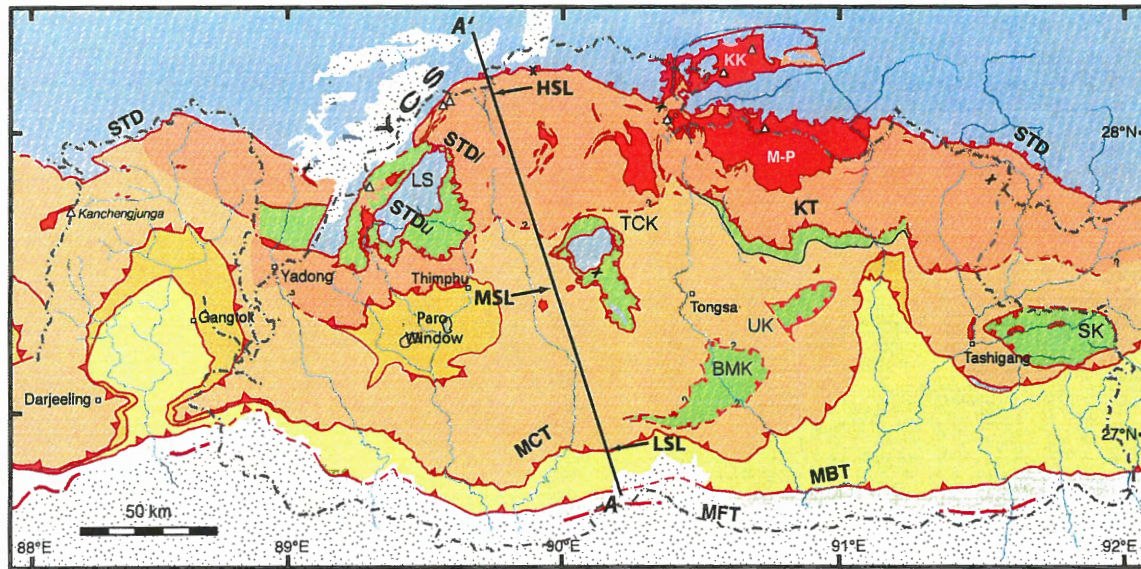 A'
KK
YCS
HSL
STD
STDl
28°N
M-P
STD
LS
Kanchengjunga
STDu
TCK
KT
Yadong
Thimphu
MSL
Tongsa
Gangtok
Paro
Window
UK
SK
Tashigang
BMK
Darjeeling
MCT
LSL
27°N
MBT
A
MFT
50 km
88°E
89°E
90°E
91°E
92°E
?
?
?
?
?
?
?
?